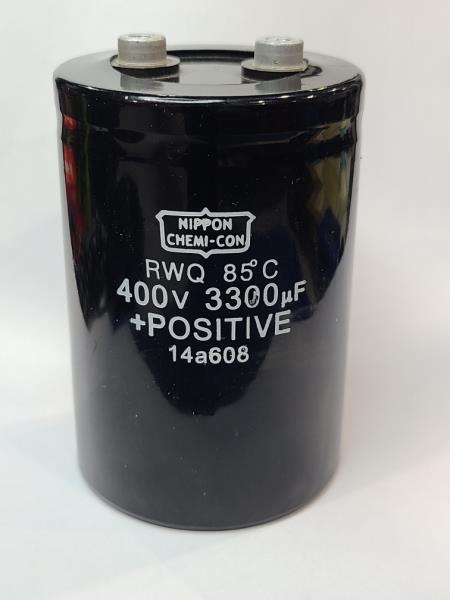 NIPPON
CHEMI-CON
RWQ 85°C
400V 3300µF
+POSITIVE
14a608